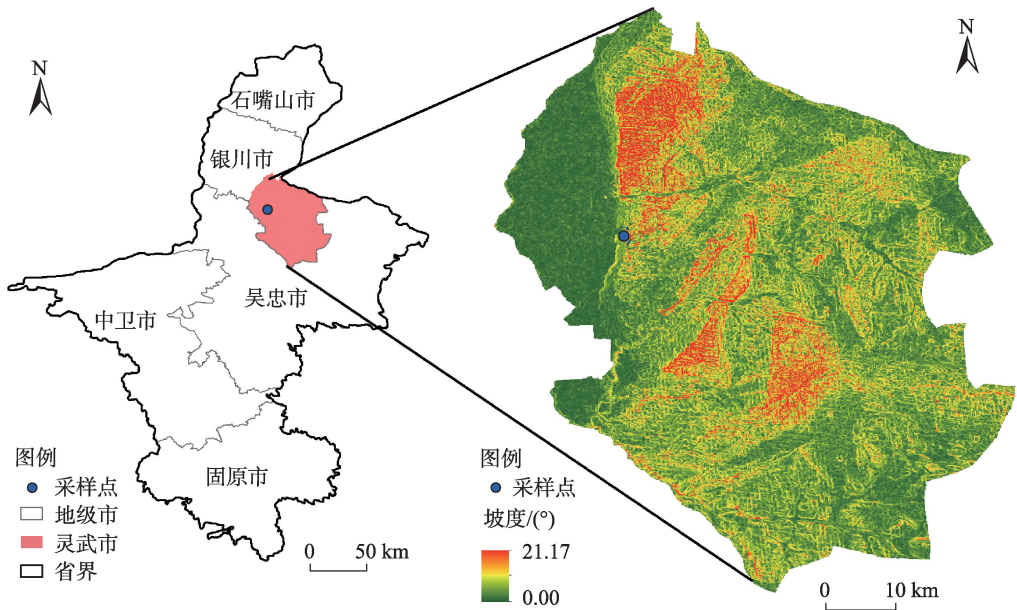 N
石嘴山市
银川市
吴忠市
中卫市
固原市
图例
采样点
地级市
灵武市
省界
0 50 km
N
图例
采样点
坡度/(°)
21.17
0.00
0 10 km